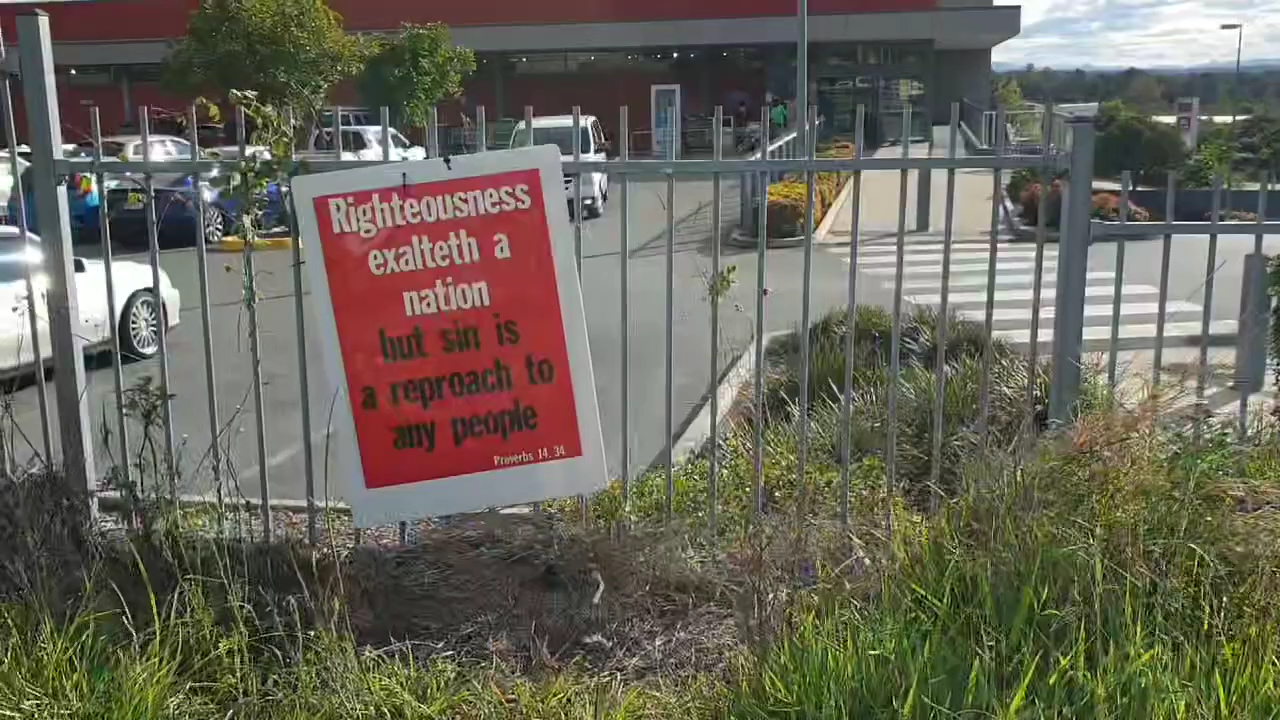 Righteousness
exalteth a
nation
but sin is
a reproach to
any people
Proverbs 14. 34.